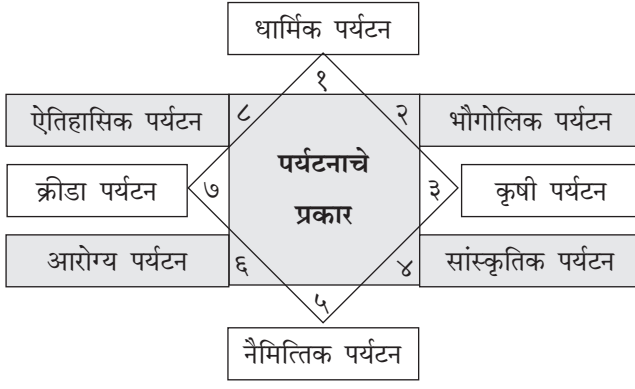 धार्मिक पर्यटन
१
ऐतिहासिक पर्यटन
८
२
भौगोलिक पर्यटन
पर्यटनाचे
प्रकार
क्रीडा पर्यटन
७
३
कृषी पर्यटन
आरोग्य पर्यटन
६
४
सांस्कृतिक पर्यटन
५
नैमित्तिक पर्यटन